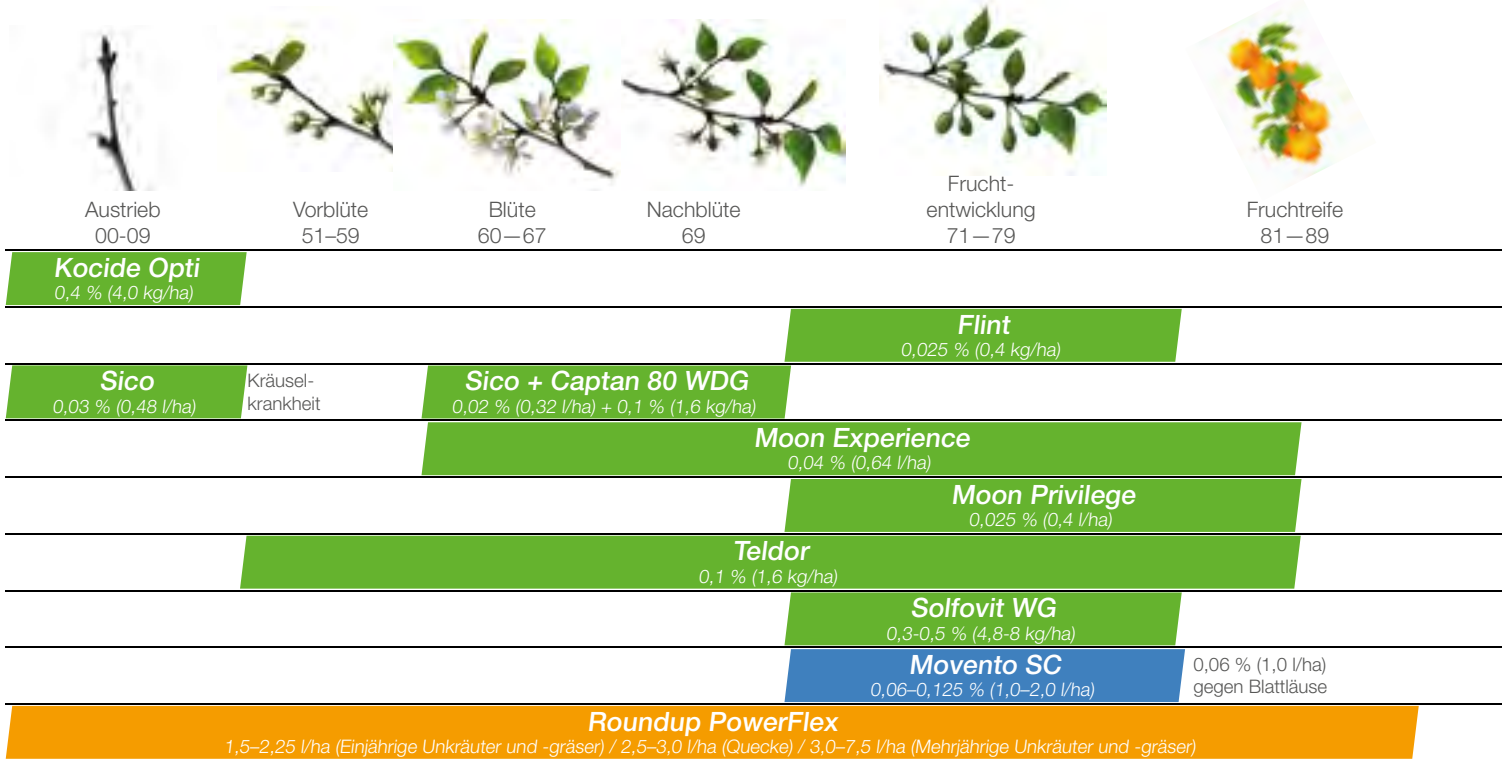 Austrieb
00-09
Vorblüte
51–59
Blüte
60—67
Nachblüte
69
Frucht-
entwicklung
71—79
Fruchtreife
81—89
Kocide Opti
0,4 % (4,0 kg/ha)
Flint
0,025 % (0,4 kg/ha)
Sico
0,03 % (0,48 l/ha)
Kräusel-
krankheit
Sico + Captan 80 WDG
0,02 % (0,32 l/ha) + 0,1 % (1,6 kg/ha)
Moon Experience
0,04 % (0,64 l/ha)
Moon Privilege
0,025 % (0,4 l/ha)
Teldor
0,1 % (1,6 kg/ha)
Solfovit WG
0,3-0,5 % (4,8-8 kg/ha)
Movento SC
0,06–0,125 % (1,0–2,0 l/ha)
0,06 % (1,0 l/ha)
gegen Blattläuse
Roundup PowerFlex
1,5–2,25 l/ha (Einjährige Unkräuter und -gräser) / 2,5–3,0 l/ha (Quecke) / 3,0–7,5 l/ha (Mehrjährige Unkräuter und -gräser)